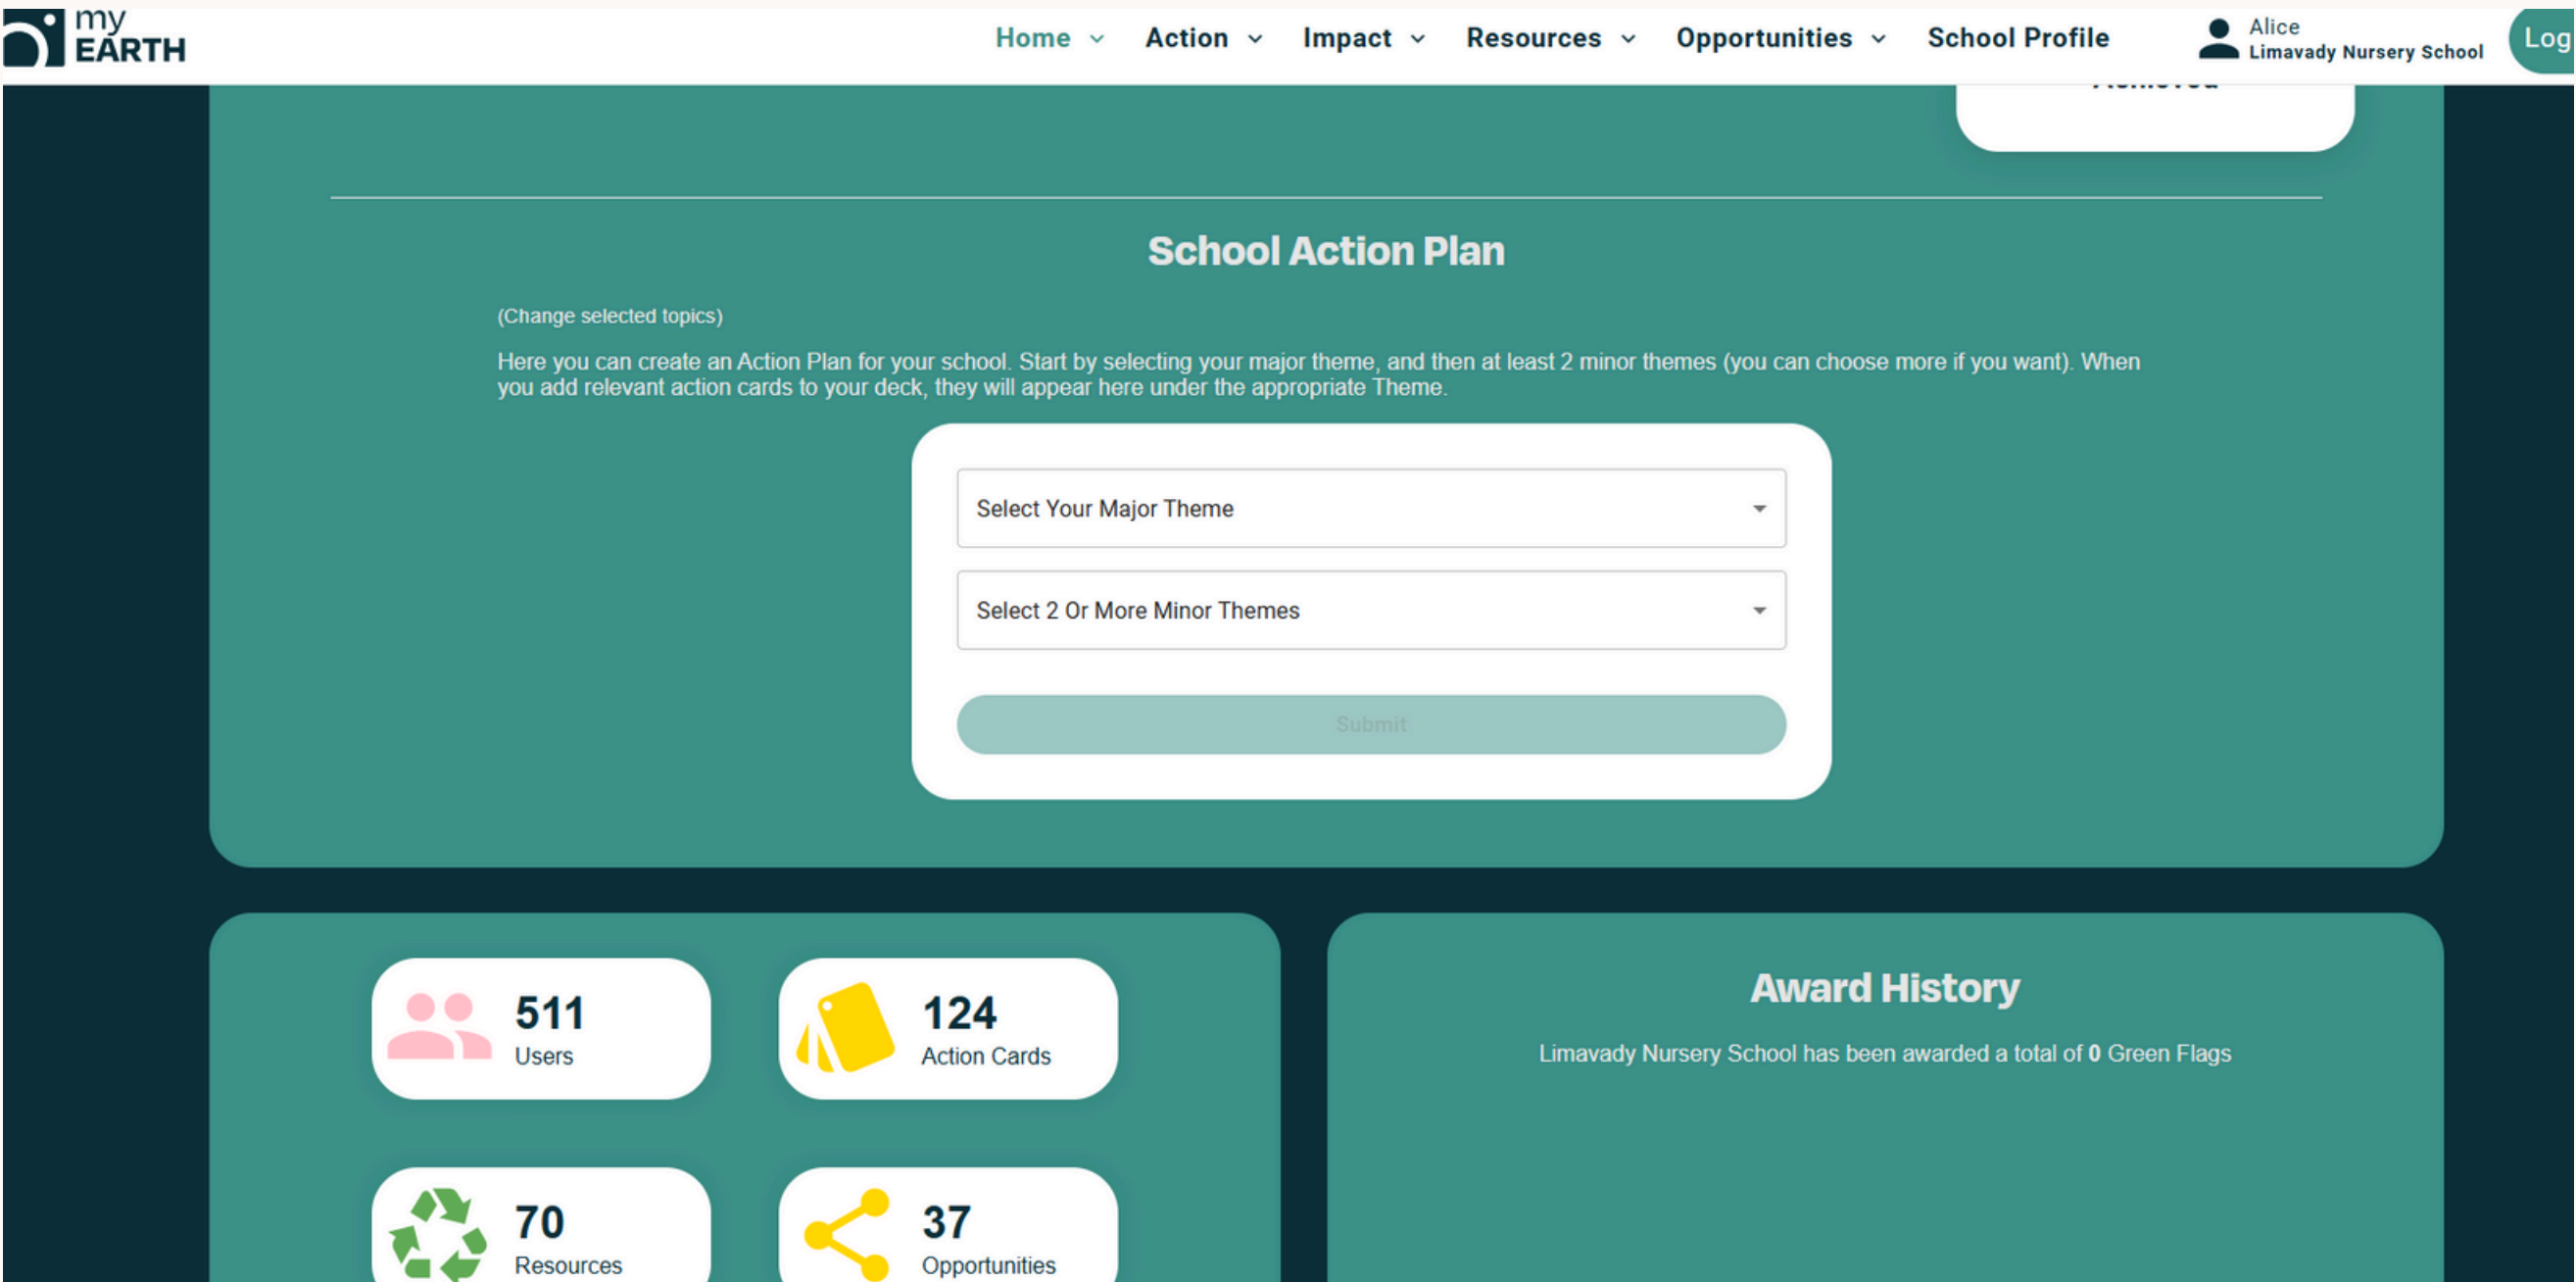 my
EARTH
Home
Action
Impact
Resources
Opportunities
School Profile
Alice
Limavady Nursery School
Log
School Action Plan
(Change selected topics)
Here you can create an Action Plan for your school. Start by selecting your major theme, and then at least 2 minor themes (you can choose more if you want). When
you add relevant action cards to your deck, they will appear here under the appropriate Theme.
Select Your Major Theme
Select 2 Or More Minor Themes
Submit
511
Users
124
Action Cards
70
Resources
37
Opportunities
Award History
Limavady Nursery School has been awarded a total of 0 Green Flags